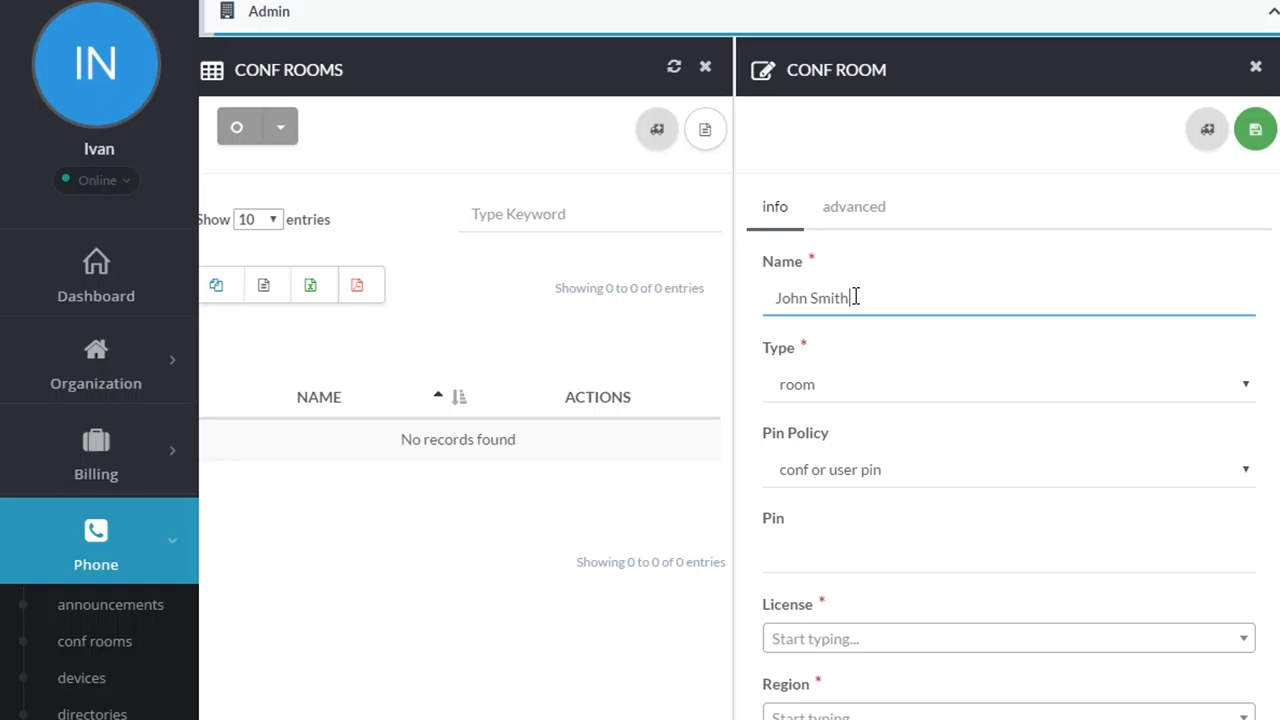 Admin
IN
Ivan
Online
Dashboard
Organization
Billing
Phone
announcements
conf rooms
devices
directories
CONF ROOMS
Show 10 entries
Type Keyword
Showing 0 to 0 of 0 entries
NAME ACTIONS
No records found
Showing 0 to 0 of 0 entries
CONF ROOM
info advanced
Name *
John Smith
Type *
room
Pin Policy
conf or user pin
Pin
License *
Start typing...
Region *
Start typing